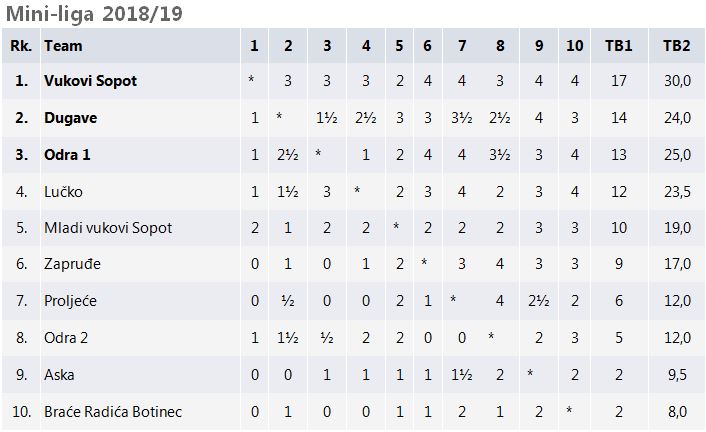 Mini-liga 2018/19
Rk. Team 1 2 3 4 5 6 7 8 9 10 TB1 TB2
1. Vukovi Sopot * 3 3 3 2 4 4 3 4 4 17 30,0
2. Dugave 1 * 1½ 2½ 3 3 3½ 2½ 4 3 14 24,0
3. Odra 1 1 2½ * 1 2 4 4 3½ 3 4 13 25,0
4. Lučko 1 1½ 3 * 2 3 4 2 3 4 12 23,5
5. Mladi vukovi Sopot 2 1 2 2 * 2 2 2 3 3 10 19,0
6. Zapruđe 0 1 0 1 2 * 3 4 3 3 9 17,0
7. Proljeće 0 ½ 0 0 2 1 * 4 2½ 2 6 12,0
8. Odra 2 1 1½ ½ 2 2 0 0 * 2 3 5 12,0
9. Aska 0 0 1 1 1 1 1½ 2 * 2 2 9,5
10. Braće Radića Botinec 0 1 0 0 1 1 2 1 2 * 2 8,0